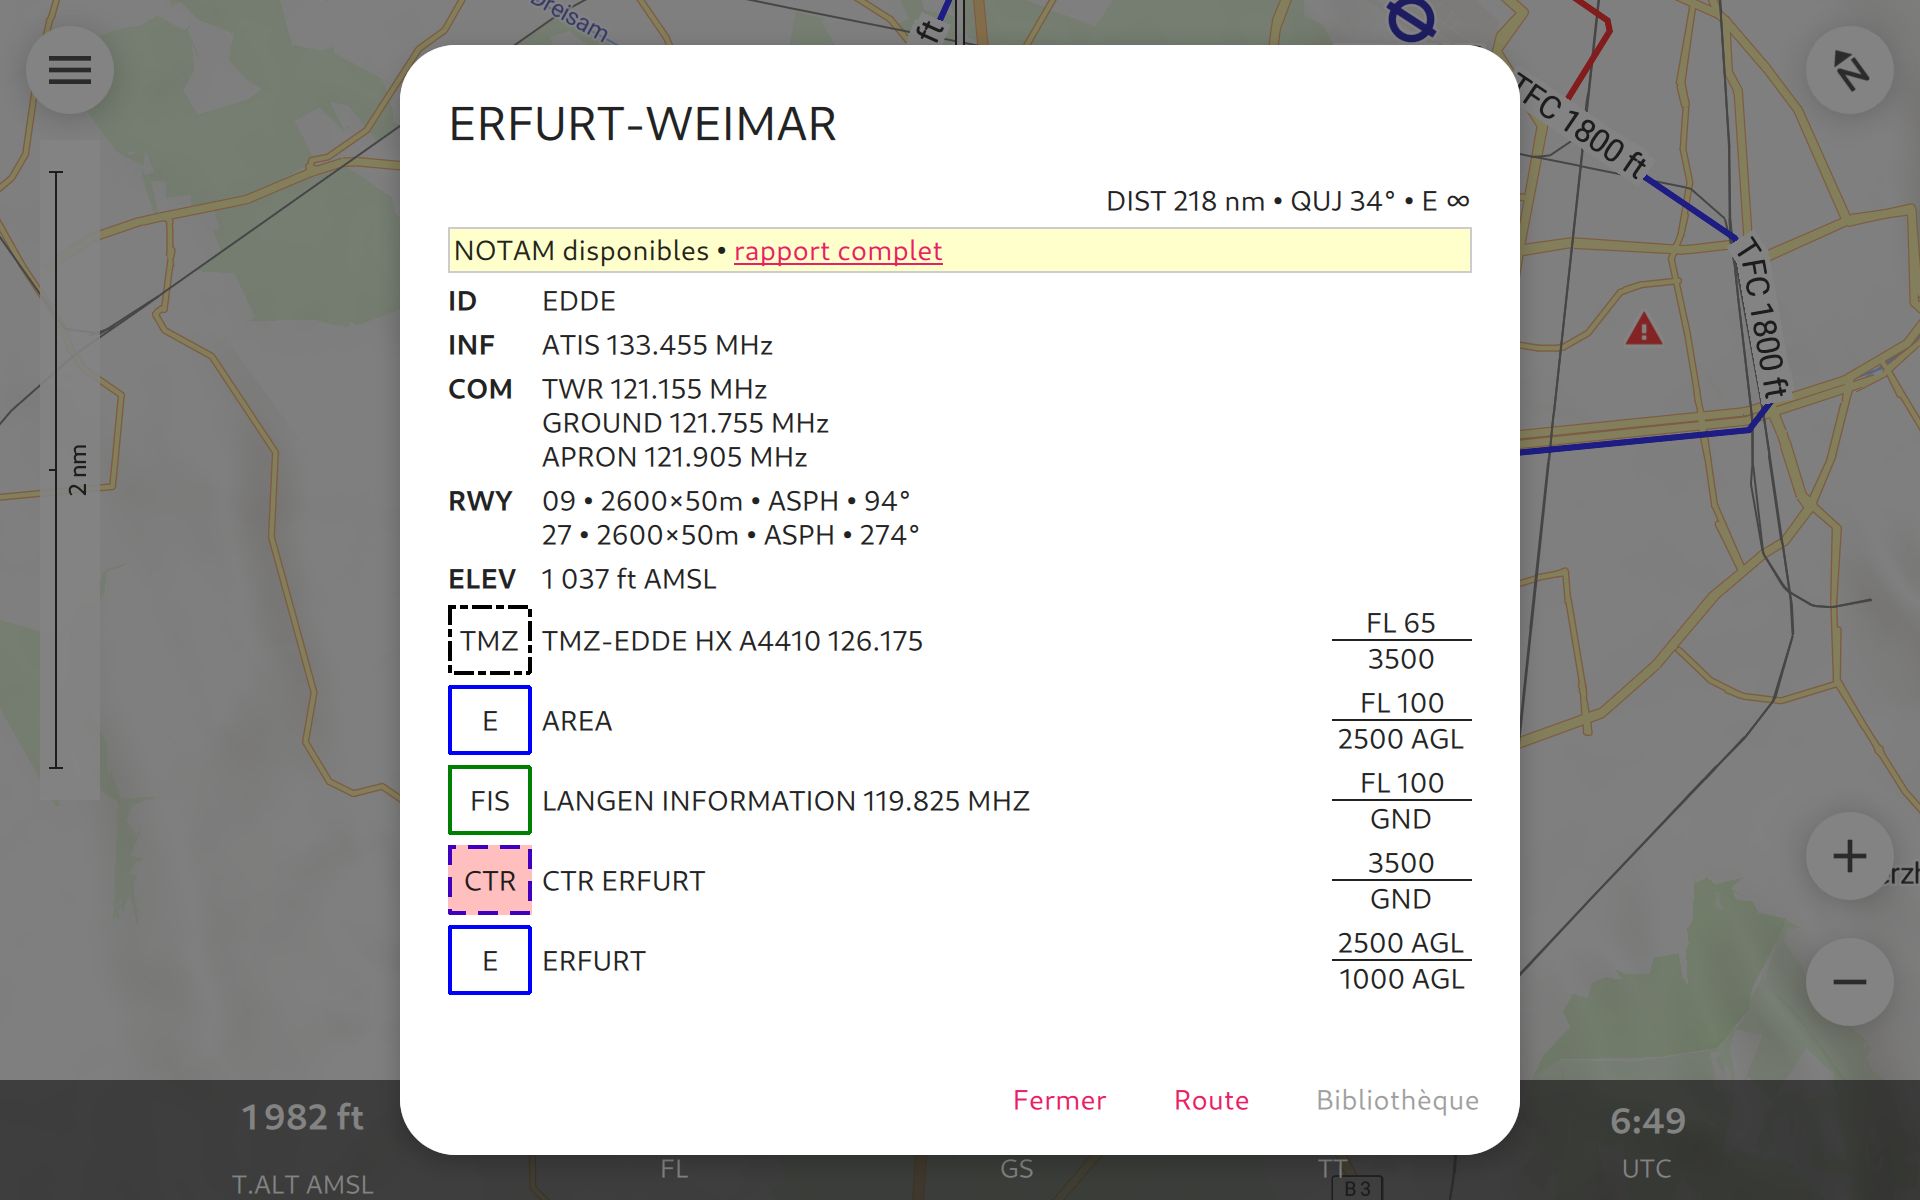 Dreisam
ft
TFC 1800 ft
TFC 1800 ft
2 nm
ERFURT-WEIMAR
DIST 218 nm • QUJ 34° • E ∞
NOTAM disponibles • rapport complet
ID EDDE
INF ATIS 133.455 MHz
COM TWR 121.155 MHz
GROUND 121.755 MHz
APRON 121.905 MHz
RWY 09 • 2600×50m • ASPH • 94°
27 • 2600×50m • ASPH • 274°
ELEV 1 037 ft AMSL
TMZ TMZ-EDDE HX A4410 126.175 FL 65
3500
E AREA FL 100
2500 AGL
FIS LANGEN INFORMATION 119.825 MHZ FL 100
GND
CTR CTR ERFURT 3500
GND
E ERFURT 2500 AGL
1000 AGL
Fermer Route Bibliothèque
N
+
−
1982 ft
T.ALT AMSL
FL
GS
TT
6:49
UTC
B 3